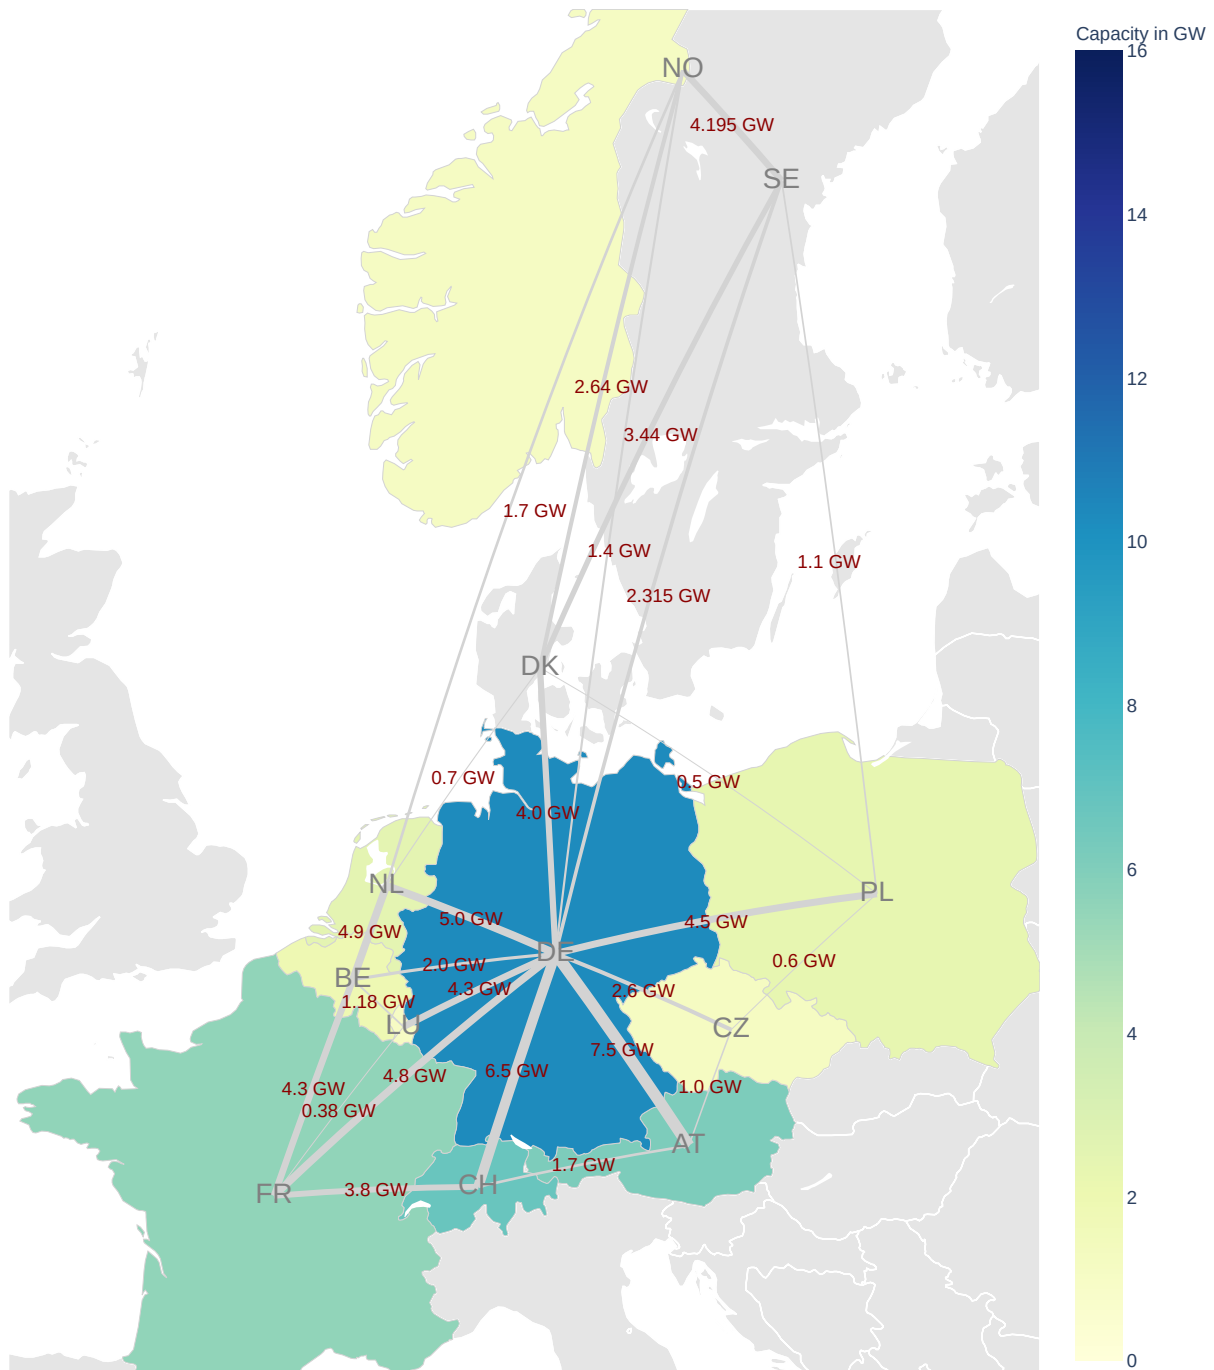 Capacity in GW
16
NO
4.195 GW
SE
14
12
2.64 GW
3.44 GW
1.7 GW
10
1.4 GW
1.1 GW
2.315 GW
DK
8
0.7 GW
0.5 GW
4.0 GW
6
NL
PL
5.0 GW
4.5 GW
4.9 GW
DE
2.0 GW
0.6 GW
BE
4.3 GW
2.6 GW
1.18 GW
LU
CZ
4
7.5 GW
6.5 GW
4.8 GW
4.3 GW
1.0 GW
0.38 GW
AT
1.7 GW
CH
3.8 GW
FR
2
0